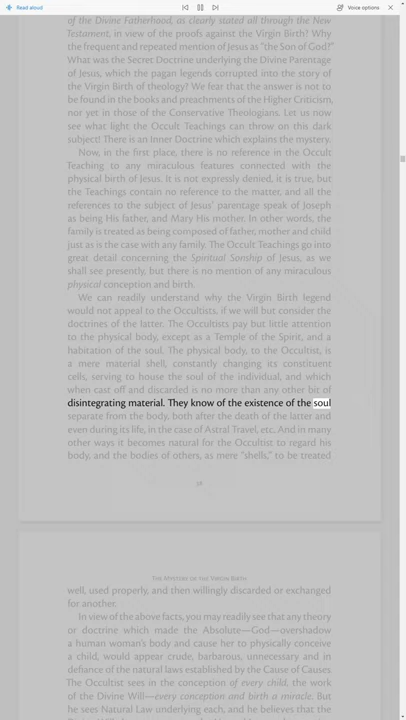 Read aloud
Voice options
of the Divine Fatherhood, as clearly stated all through the New
Testament, in view of the proofs against the Virgin Birth? Why
the frequent and repeated mention of Jesus as "the Son of God?"
What was the Secret Doctrine underlying the Divine Parentage
of Jesus, which the pagan legends corrupted into the story of
the Virgin Birth of theology? We fear that the answer is not to
be found in the books and preachments of the Higher Criticism,
nor yet in those of the Conservative Theologians. Let us now
see what light the Occult Teachings can throw on this dark
subject! There is an Inner Doctrine which explains the mystery.
Now, in the first place, there is no reference in the Occult
Teaching to any miraculous features connected with the
physical birth of Jesus. It is not expressly denied, it is true, but
the Teachings contain no reference to the matter, and all the
references to the subject of Jesus' parentage speak of Joseph
as being His father, and Mary His mother. In other words, the
family is treated as being composed of father, mother and child
just as is the case with any family. The Occult Teachings go into
great detail concerning the Spiritual Sonship of Jesus, as we
shall see presently, but there is no mention of any miraculous
physical conception and birth.
We can readily understand why the Virgin Birth legend
would not appeal to the Occultists, if we will but consider the
doctrines of the latter. The Occultists pay but little attention
to the physical body, except as a Temple of the Spirit, and a
habitation of the soul. The physical body, to the Occultist, is
a mere material shell, constantly changing its constituent
cells, serving to house the soul of the individual, and which
when cast off and discarded is no more than any other bit of
disintegrating material. They know of the existence of the soul
separate from the body, both after the death of the latter and
even during its life, in the case of Astral Travel, etc. And in many
other ways it becomes natural for the Occultist to regard his
body, and the bodies of others, as mere "shells," to be treated
The Mystery of the Virgin Birth
well, used properly, and then willingly discarded or exchanged
for another.
In view of the above facts, you may readily see that any theory
or doctrine which made the Absolute—God—overshadow
a human woman's body and cause her to physically conceive
a child, would appear crude, barbarous, unnecessary and in
defiance of the natural laws established by the Cause of Causes.
The Occultist sees in the conception of every child, the work
of the Divine Will—every conception and birth a miracle. But
he sees Natural Law underlying each, and he believes that the